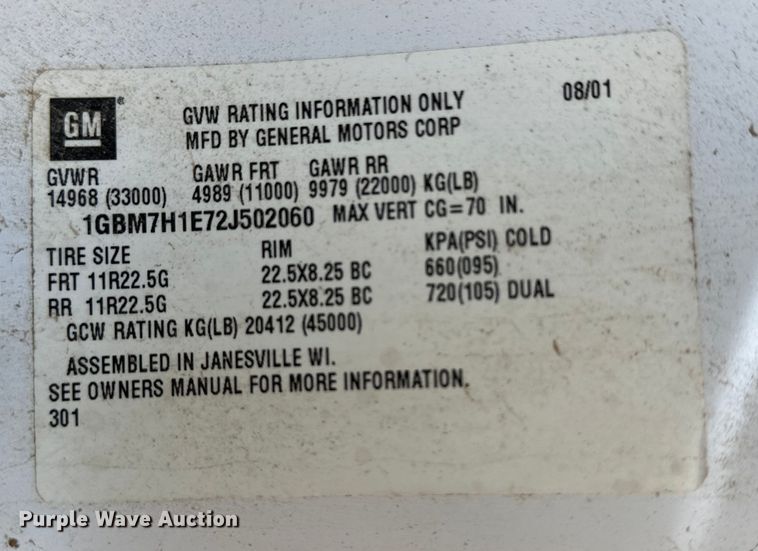 GM® GVW RATING INFORMATION ONLY 08/01
MFD BY GENERAL MOTORS CORP
GVWR GAWR FRT GAWR RR
14968 (33000) 4989 (11000) 9979 (22000) KG(LB)
1GBM7H1E72J502060 MAX VERT CG=70 IN.
TIRE SIZE RIM KPA(PSI) COLD
FRT 11R22.5G 22.5X8.25 BC 660(095)
RR 11R22.5G 22.5X8.25 BC 720(105) DUAL
GCW RATING KG(LB) 20412 (45000)
ASSEMBLED IN JANESVILLE WI.
SEE OWNERS MANUAL FOR MORE INFORMATION.
301
Purple Wave Auction